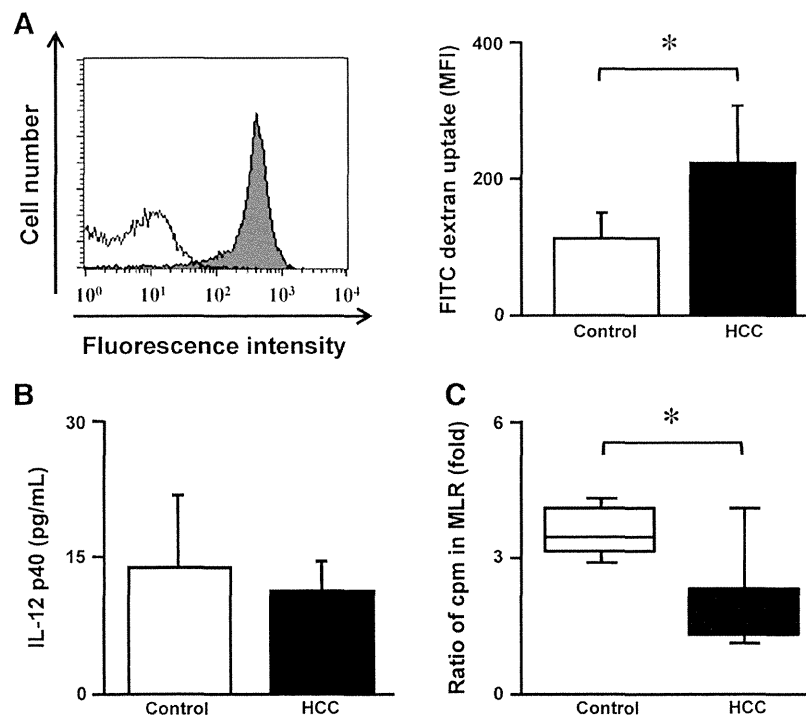 A
Cell number
10⁰ 10¹ 10² 10³ 10⁴
Fluorescence intensity
FITC dextran uptake (MFI)
400
200
0
*
Control HCC
B
IL-12 p40 (pg/mL)
30
15
0
Control HCC
C
Ratio of cpm in MLR (fold)
6
3
0
*
Control HCC